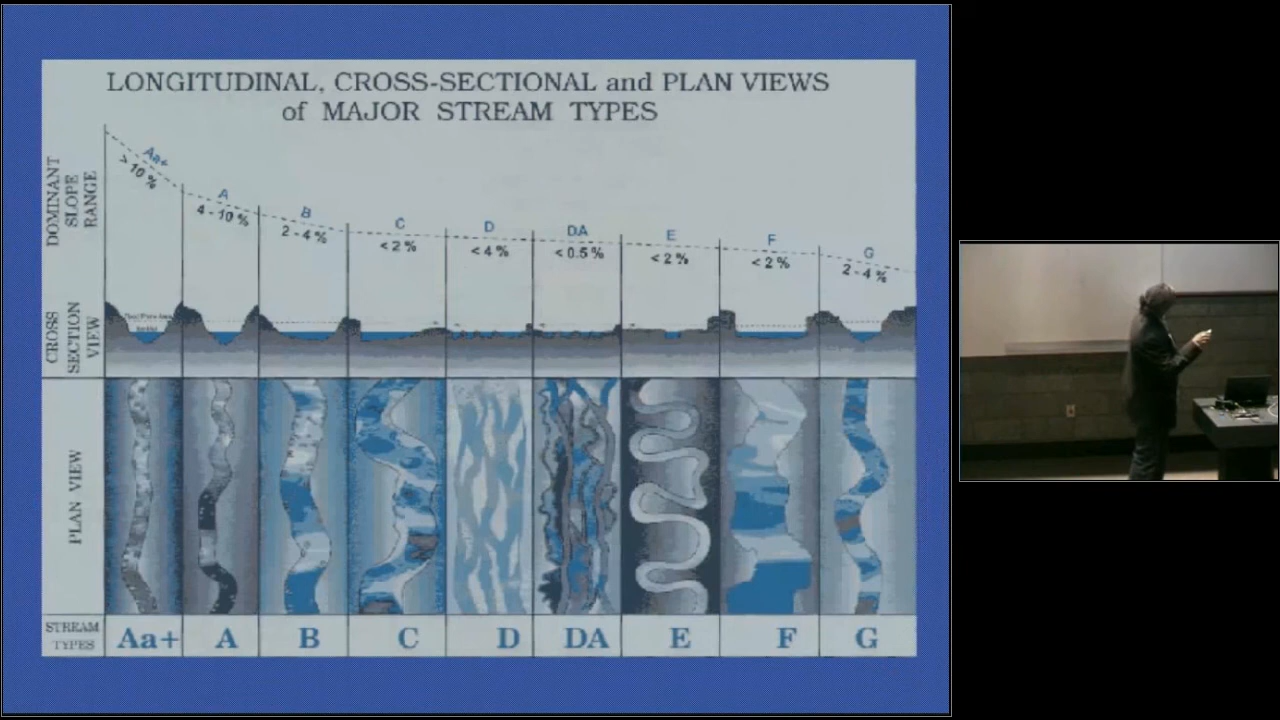 LONGITUDINAL, CROSS-SECTIONAL and PLAN VIEWS
of MAJOR STREAM TYPES
DOMINANT
SLOPE
RANGE
Aa+
> 10 %
A
4 - 10 %
B
2 - 4 %
C
< 2 %
D
< 4 %
DA
< 0.5 %
E
< 2 %
F
< 2 %
G
2 - 4 %
CROSS
SECTION
VIEW
PLAN VIEW
STREAM
TYPES
Aa+ A B C D DA E F G